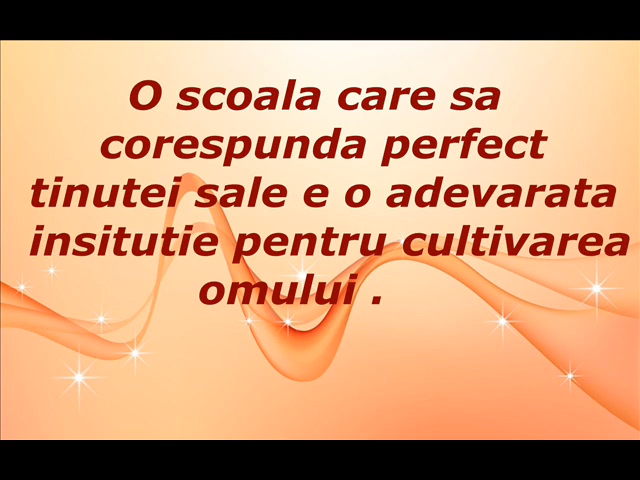 O scoala care sa
corespunda perfect
tinutei sale e o adevarata
insitutie pentru cultivarea
omului .